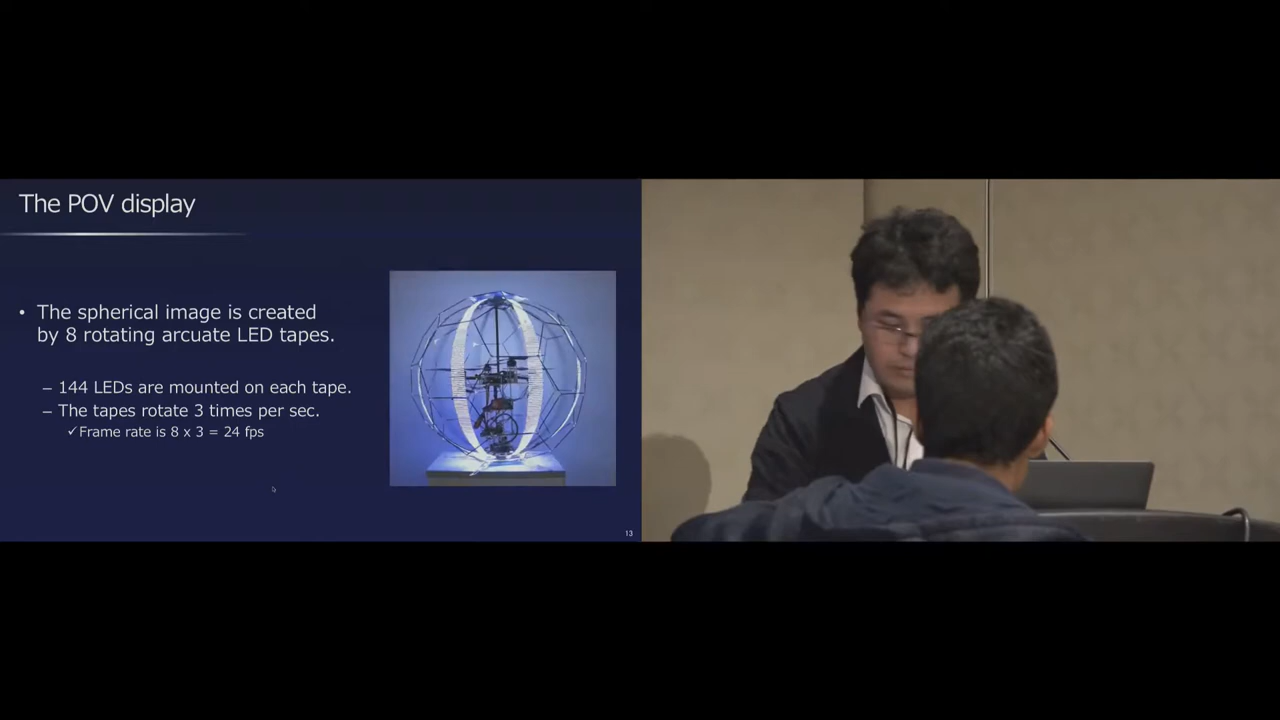 The POV display
• The spherical image is created
by 8 rotating arcuate LED tapes.
– 144 LEDs are mounted on each tape.
– The tapes rotate 3 times per sec.
✓Frame rate is 8 x 3 = 24 fps
13